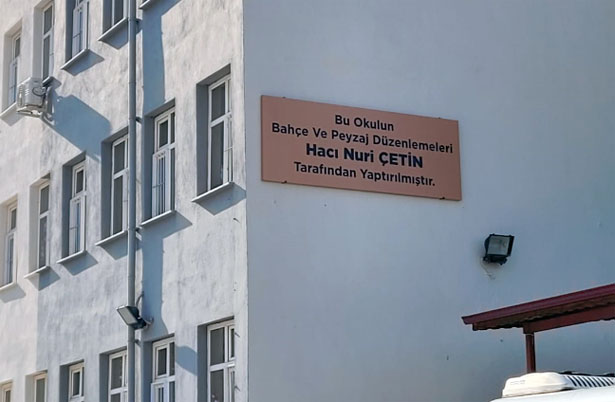 Bu Okulun
Bahçe Ve Peyzaj Düzenlemeleri
Hacı Nuri ÇETİN
Tarafından Yaptırılmıştır.